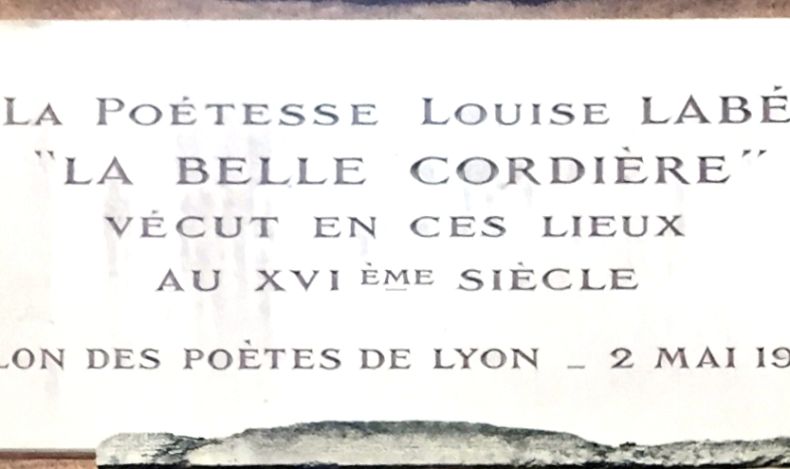 La Poétesse Louise LABÉ
"LA BELLE CORDIÈRE"
VÉCUT EN CES LIEUX
AU XVI ÈME SIÈCLE
LON DES POÈTES DE LYON _ 2 MAI 19